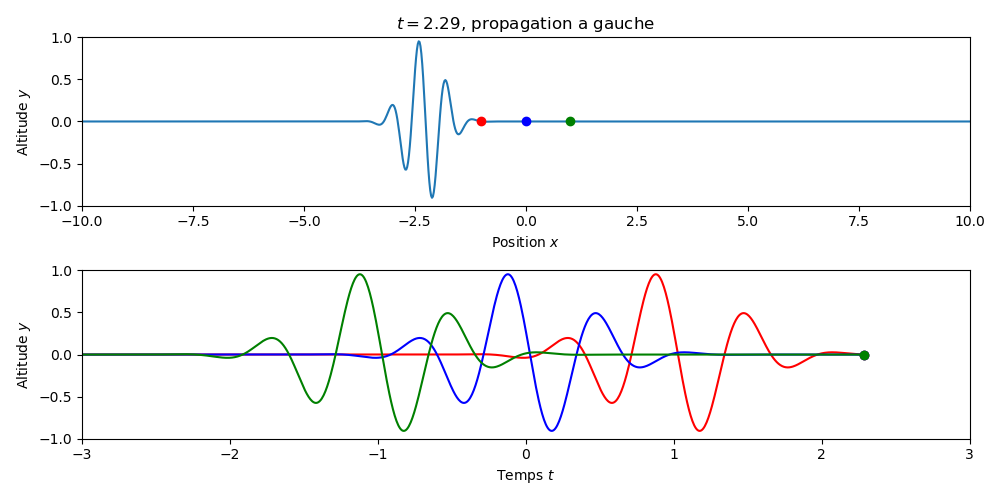 t = 2.29, propagation a gauche
Altitude y
1.0
0.5
0.0
−0.5
−1.0
−10.0 −7.5 −5.0 −2.5 0.0 2.5 5.0 7.5 10.0
Position x
Altitude y
1.0
0.5
0.0
−0.5
−1.0
−3 −2 −1 0 1 2 3
Temps t